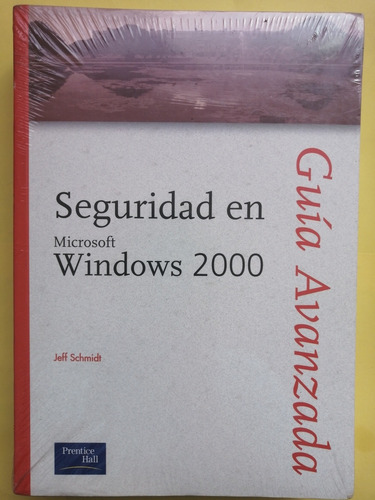 Guía Avanzada
Seguridad en
Microsoft
Windows 2000
Jeff Schmidt
Prentice
Hall